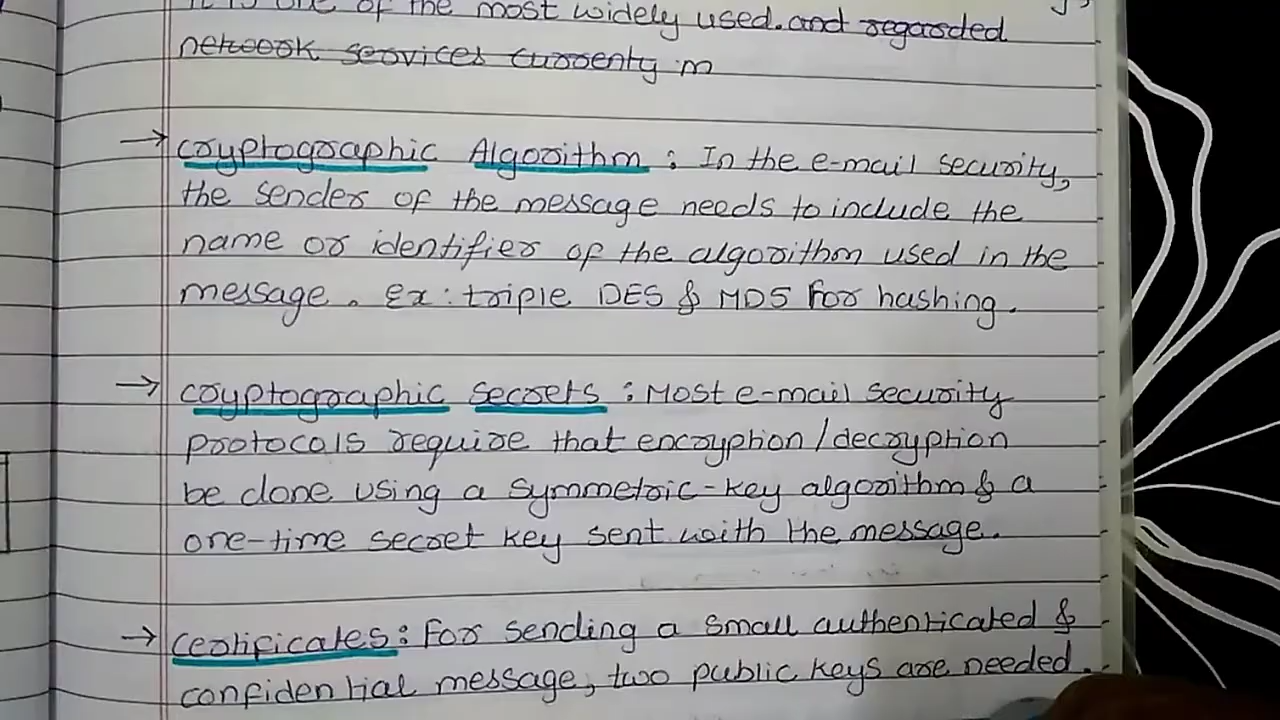 It is one of the most widely used and regarded
network services currently in
→ Cryptographic Algorithm : In the e-mail security,
the sender of the message needs to include the
name or identifier of the algorithm used in the
message. Ex: triple DES & MD5 for hashing.
→ Cryptographic Secrets : Most e-mail security
protocals require that encryption/decryption
be done using a symmetric-key algorithm & a
one-time secret key sent with the message.
→ Certificates : For sending a small authenticated &
confidential message, two public keys are needed.